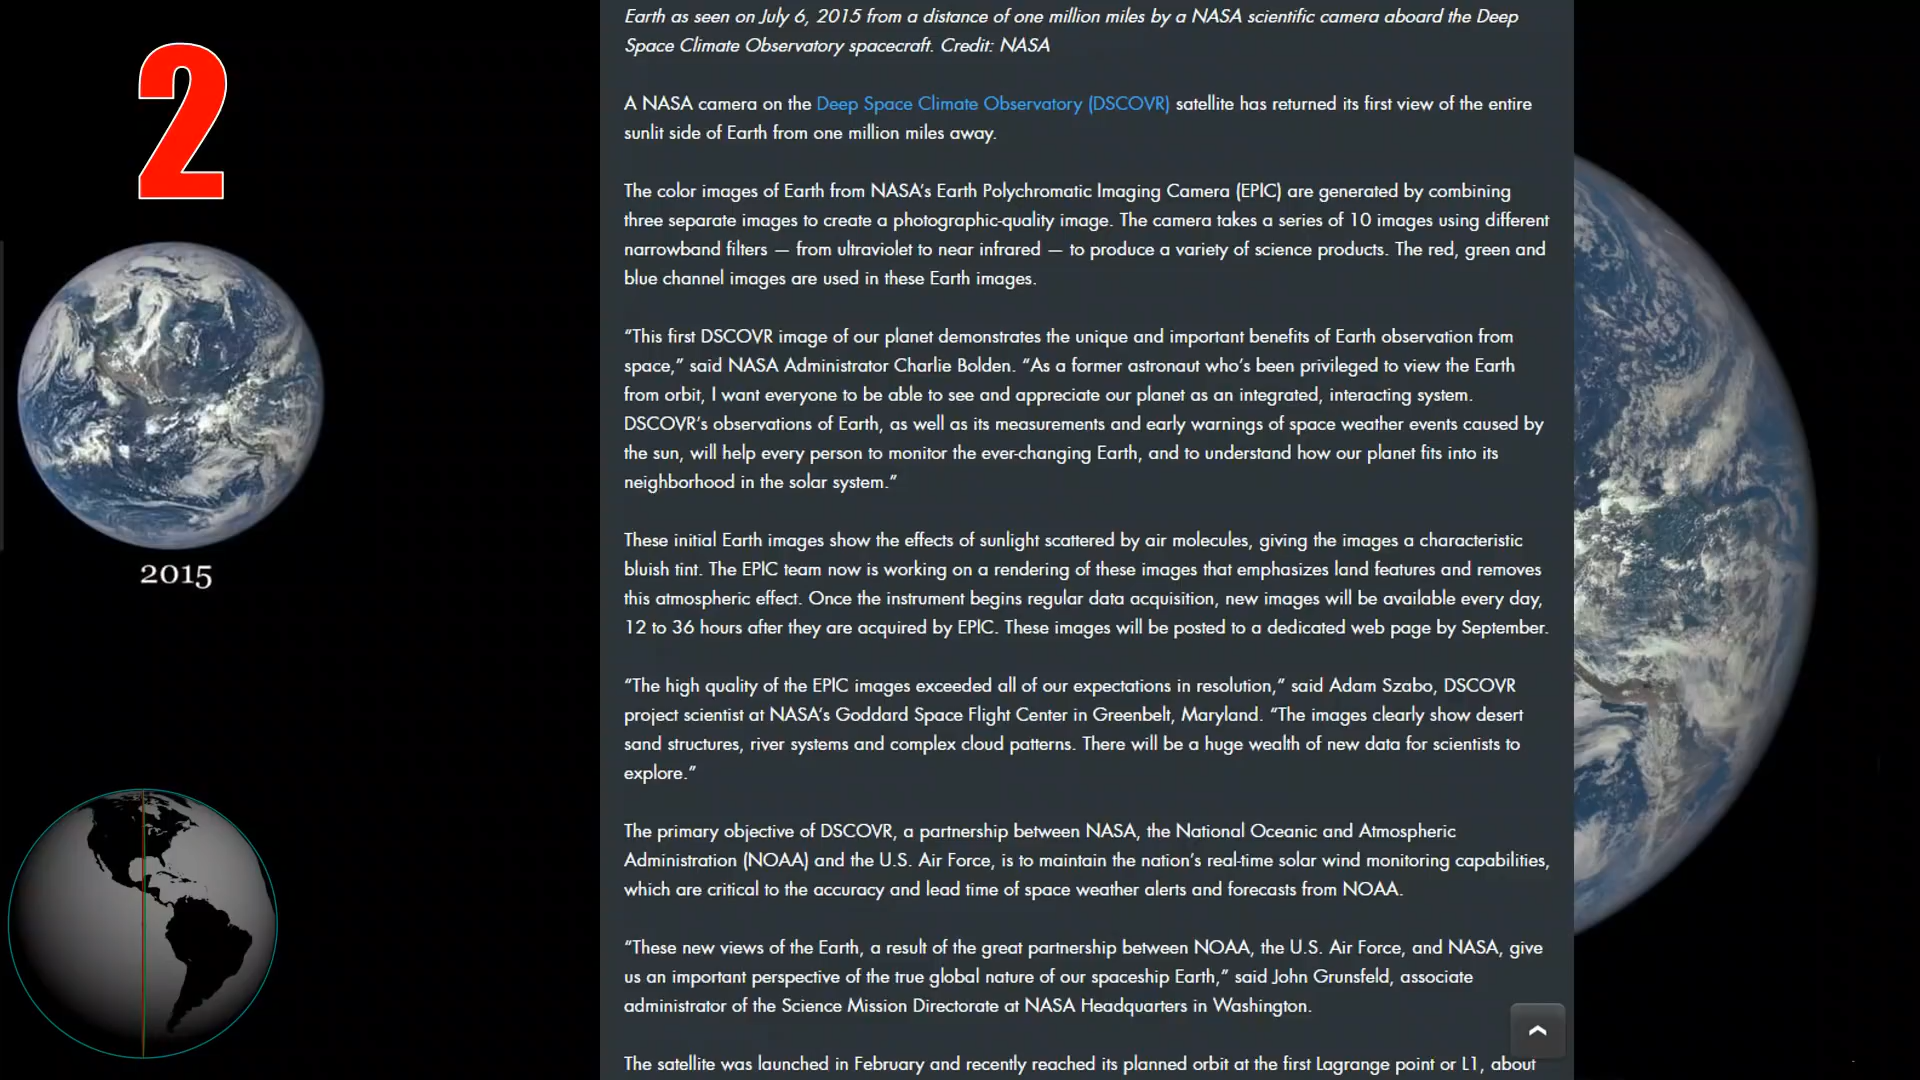 2
2015
Earth as seen on July 6, 2015 from a distance of one million miles by a NASA scientific camera aboard the Deep
Space Climate Observatory spacecraft. Credit: NASA
A NASA camera on the Deep Space Climate Observatory (DSCOVR) satellite has returned its first view of the entire
sunlit side of Earth from one million miles away.
The color images of Earth from NASA’s Earth Polychromatic Imaging Camera (EPIC) are generated by combining
three separate images to create a photographic-quality image. The camera takes a series of 10 images using different
narrowband filters — from ultraviolet to near infrared — to produce a variety of science products. The red, green and
blue channel images are used in these Earth images.
“This first DSCOVR image of our planet demonstrates the unique and important benefits of Earth observation from
space,” said NASA Administrator Charlie Bolden. “As a former astronaut who’s been privileged to view the Earth
from orbit, I want everyone to be able to see and appreciate our planet as an integrated, interacting system.
DSCOVR’s observations of Earth, as well as its measurements and early warnings of space weather events caused by
the sun, will help every person to monitor the ever-changing Earth, and to understand how our planet fits into its
neighborhood in the solar system.”
These initial Earth images show the effects of sunlight scattered by air molecules, giving the images a characteristic
bluish tint. The EPIC team now is working on a rendering of these images that emphasizes land features and removes
this atmospheric effect. Once the instrument begins regular data acquisition, new images will be available every day,
12 to 36 hours after they are acquired by EPIC. These images will be posted to a dedicated web page by September.
“The high quality of the EPIC images exceeded all of our expectations in resolution,” said Adam Szabo, DSCOVR
project scientist at NASA’s Goddard Space Flight Center in Greenbelt, Maryland. “The images clearly show desert
sand structures, river systems and complex cloud patterns. There will be a huge wealth of new data for scientists to
explore.”
The primary objective of DSCOVR, a partnership between NASA, the National Oceanic and Atmospheric
Administration (NOAA) and the U.S. Air Force, is to maintain the nation’s real-time solar wind monitoring capabilities,
which are critical to the accuracy and lead time of space weather alerts and forecasts from NOAA.
“These new views of the Earth, a result of the great partnership between NOAA, the U.S. Air Force, and NASA, give
us an important perspective of the true global nature of our spaceship Earth,” said John Grunsfeld, associate
administrator of the Science Mission Directorate at NASA Headquarters in Washington.
The satellite was launched in February and recently reached its planned orbit at the first Lagrange point or L1, about